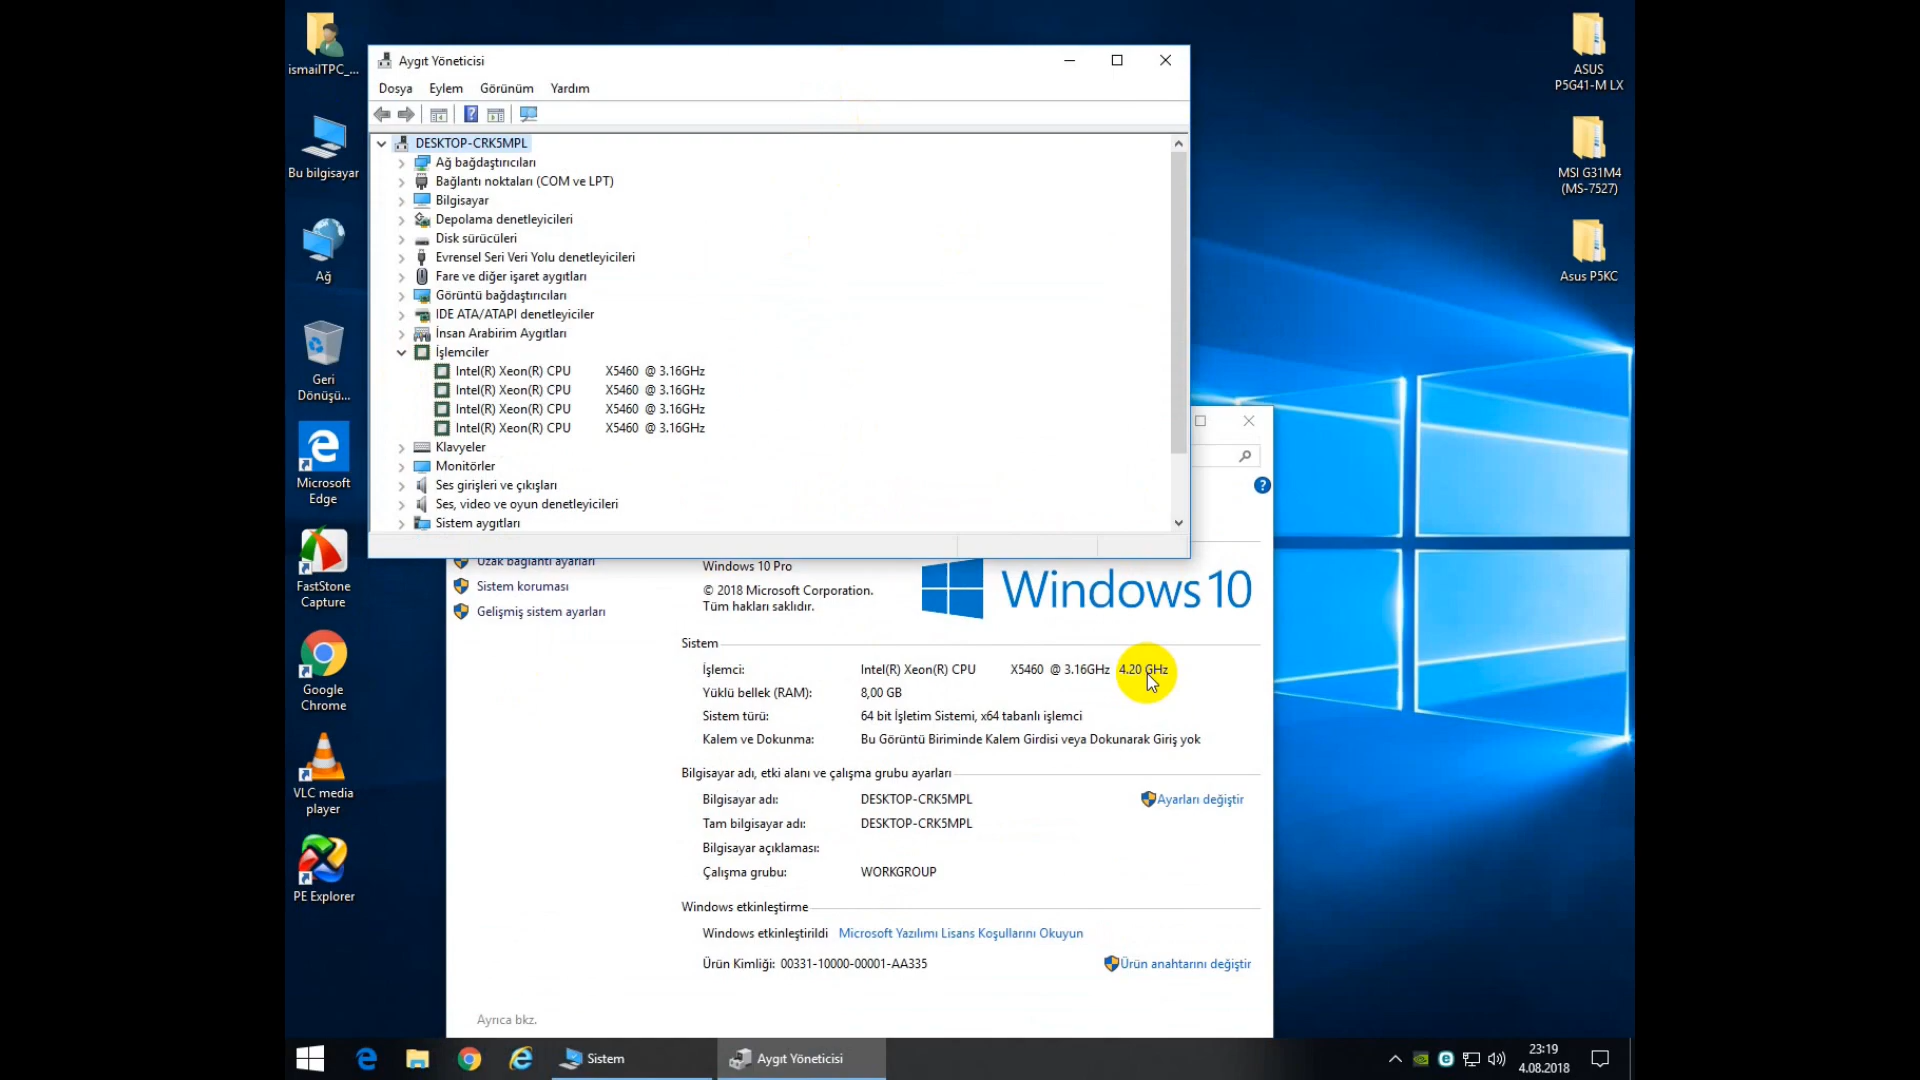 ismailTPC_...
Bu bilgisayar
Ağ
Geri
Dönüşü...
Microsoft
Edge
FastStone
Capture
Google
Chrome
VLC media
player
PE Explorer
Aygıt Yöneticisi
Dosya Eylem Görünüm Yardım
DESKTOP-CRK5MPL
Ağ bağdaştırıcıları
Bağlantı noktaları (COM ve LPT)
Bilgisayar
Depolama denetleyicileri
Disk sürücüleri
Evrensel Seri Veri Yolu denetleyicileri
Fare ve diğer işaret aygıtları
Görüntü bağdaştırıcıları
IDE ATA/ATAPI denetleyiciler
İnsan Arabirim Aygıtları
İşlemciler
Intel(R) Xeon(R) CPU X5460 @ 3.16GHz
Intel(R) Xeon(R) CPU X5460 @ 3.16GHz
Intel(R) Xeon(R) CPU X5460 @ 3.16GHz
Intel(R) Xeon(R) CPU X5460 @ 3.16GHz
Klavyeler
Monitörler
Ses girişleri ve çıkışları
Ses, video ve oyun denetleyicileri
Sistem aygıtları
Uzak bağlantı ayarları
Sistem koruması
Gelişmiş sistem ayarları
Windows 10 Pro
© 2018 Microsoft Corporation.
Tüm hakları saklıdır.
Windows 10
Sistem
İşlemci: Intel(R) Xeon(R) CPU X5460 @ 3.16GHz 4.20 GHz
Yüklü bellek (RAM): 8,00 GB
Sistem türü: 64 bit İşletim Sistemi, x64 tabanlı işlemci
Kalem ve Dokunma: Bu Görüntü Biriminde Kalem Girdisi veya Dokunarak Giriş yok
Bilgisayar adı, etki alanı ve çalışma grubu ayarları
Bilgisayar adı: DESKTOP-CRK5MPL Ayarları değiştir
Tam bilgisayar adı: DESKTOP-CRK5MPL
Bilgisayar açıklaması:
Çalışma grubu: WORKGROUP
Windows etkinleştirme
Windows etkinleştirildi Microsoft Yazılımı Lisans Koşullarını Okuyun
Ürün Kimliği: 00331-10000-00001-AA335 Ürün anahtarını değiştir
Ayrıca bkz.
ASUS
P5G41-M LX
MSI G31M4
(MS-7527)
Asus P5KC
Sistem
Aygıt Yöneticisi
23:19
4.08.2018